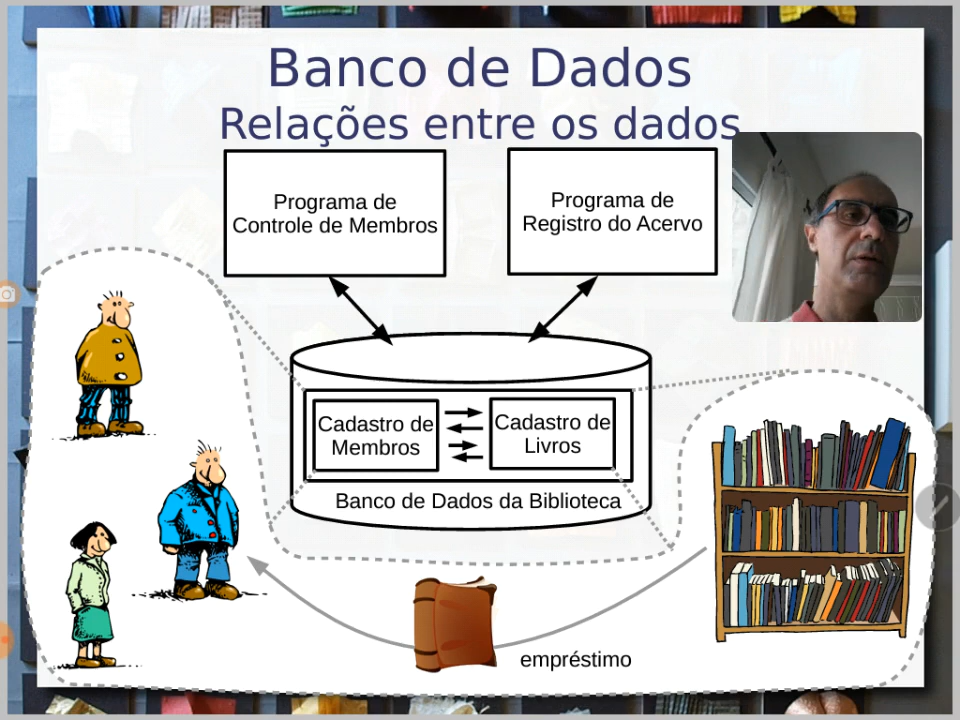 Banco de Dados
Relações entre os dados
Programa de
Controle de Membros
Programa de
Registro do Acervo
Cadastro de
Membros
Cadastro de
Livros
Banco de Dados da Biblioteca
empréstimo